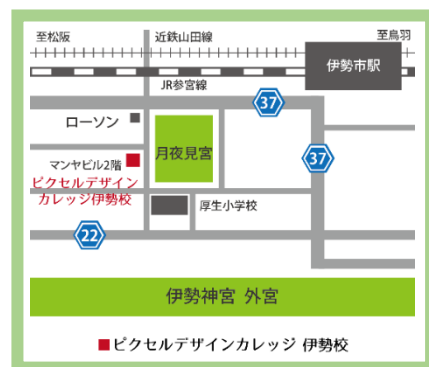 至松阪
近鉄山田線
至鳥羽
伊勢市駅
JR参宮線
37
ローソン
月夜見宮
37
マンヤビル2階
ピクセルデザイン
カレッジ伊勢校
厚生小学校
22
伊勢神宮 外宮
■ピクセルデザインカレッジ 伊勢校